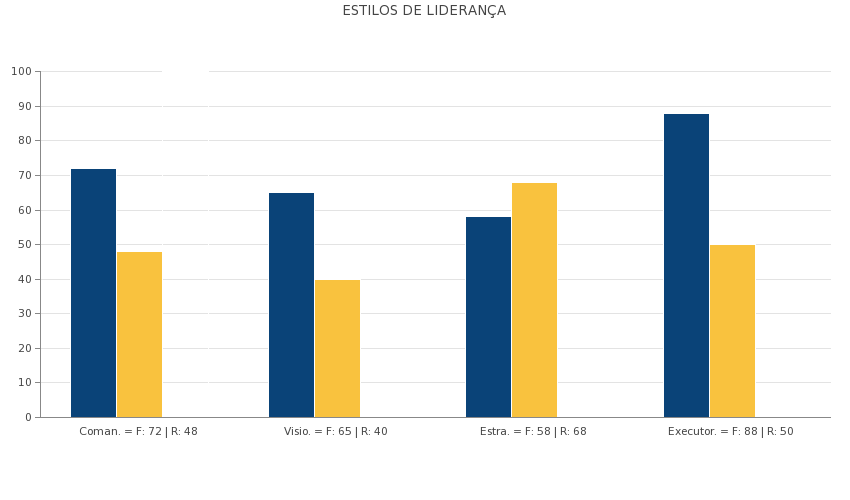 ESTILOS DE LIDERANÇA
100
90
80
70
60
50
40
30
20
10
0
Coman. = F: 72 | R: 48
Visio. = F: 65 | R: 40
Estra. = F: 58 | R: 68
Executor. = F: 88 | R: 50